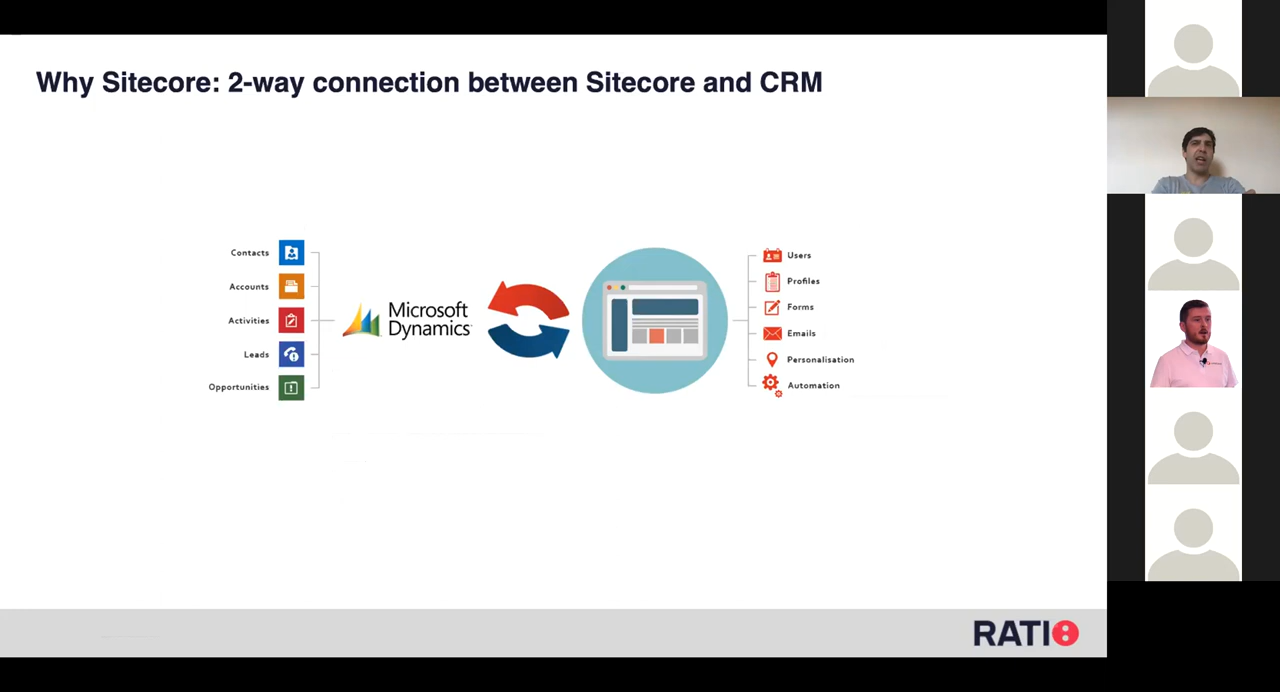 Why Sitecore: 2-way connection between Sitecore and CRM
Contacts
Accounts
Activities
Leads
Opportunities
Microsoft
Dynamics
Users
Profiles
Forms
Emails
Personalisation
Automation
RATIO